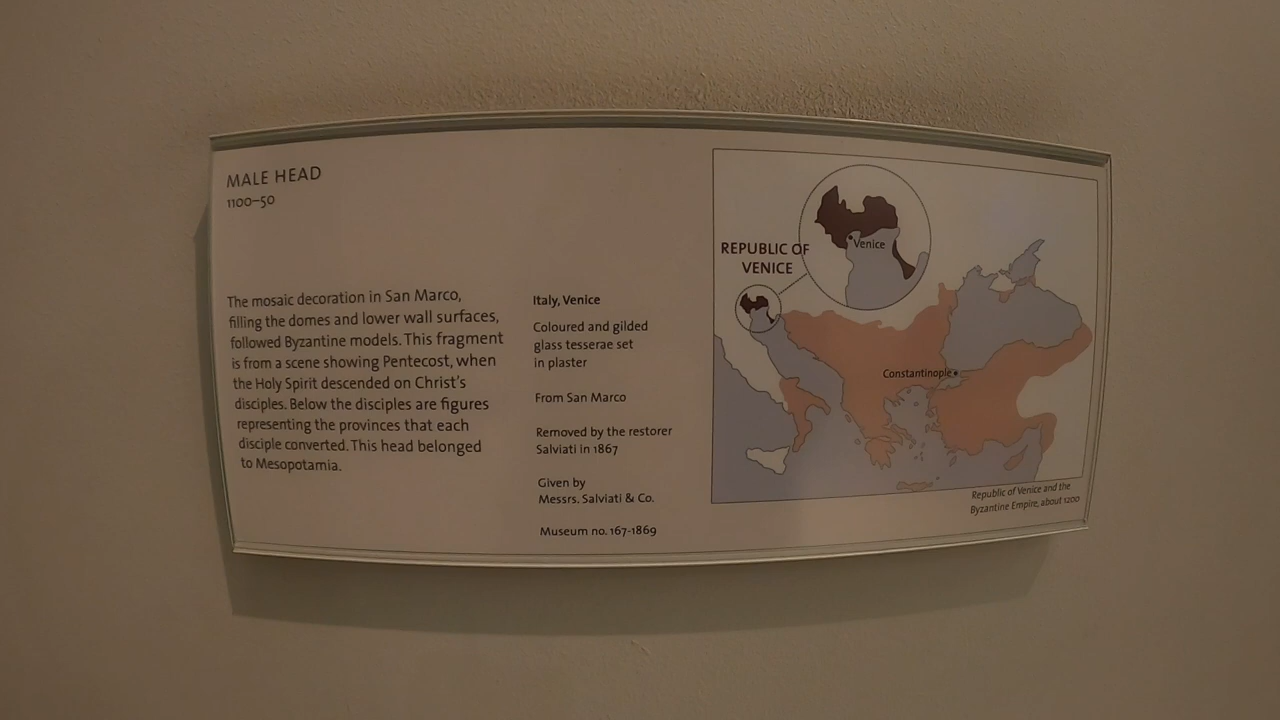 MALE HEAD
1100–50
The mosaic decoration in San Marco,
filling the domes and lower wall surfaces,
followed Byzantine models. This fragment
is from a scene showing Pentecost, when
the Holy Spirit descended on Christ's
disciples. Below the disciples are figures
representing the provinces that each
disciple converted. This head belonged
to Mesopotamia.
Italy, Venice
Coloured and gilded
glass tesserae set
in plaster
From San Marco
Removed by the restorer
Salviati in 1867
Given by
Messrs. Salviati & Co.
Museum no. 167-1869
REPUBLIC OF
VENICE
Venice
Constantinople
Republic of Venice and the
Byzantine Empire, about 1200